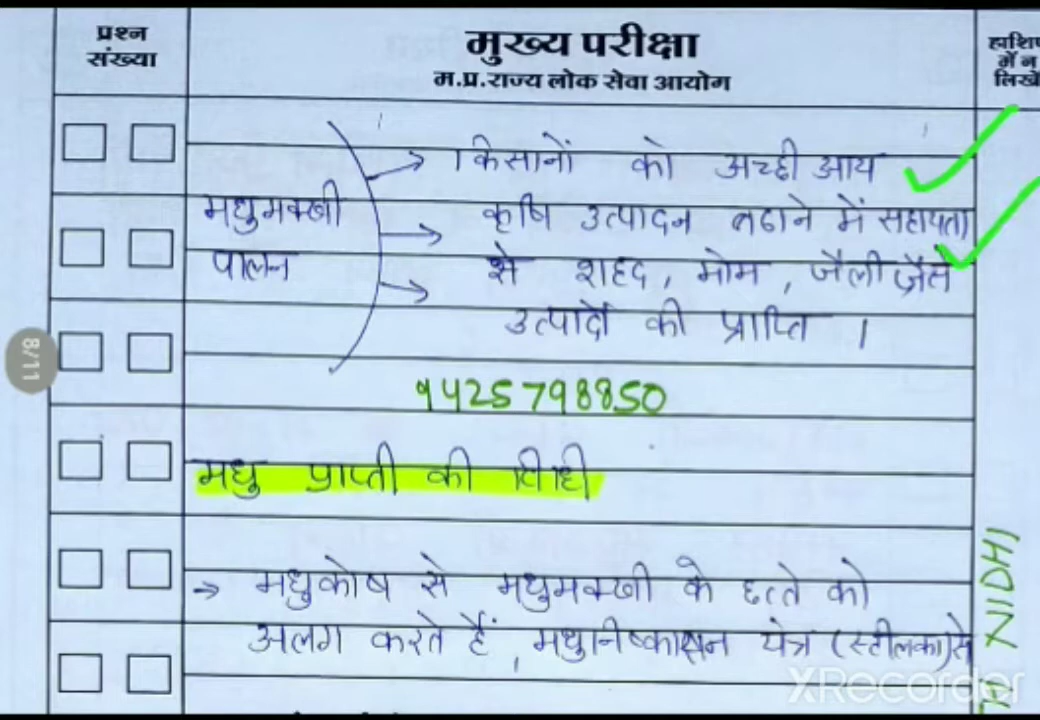 प्रश्न
संख्या
मुख्य परीक्षा
म.प्र.राज्य लोक सेवा आयोग
हाशिए
में न
लिखें
→ किसानों को अच्छी आय
मधुमक्खी
→ कृषि उत्पादन बढाने में सहायता
पालन
→ से शहद, मोम, जैली जैसे
उत्पादों की प्राप्ति ।
9425798850
8/11
मधु प्राप्ती की विधी
→ मधुकोष से मधुमक्खी के छत्ते को
अलग करते हैं, मधुनिष्कासन यंत्र (स्टीलका) से
NIDHI
XRecorder